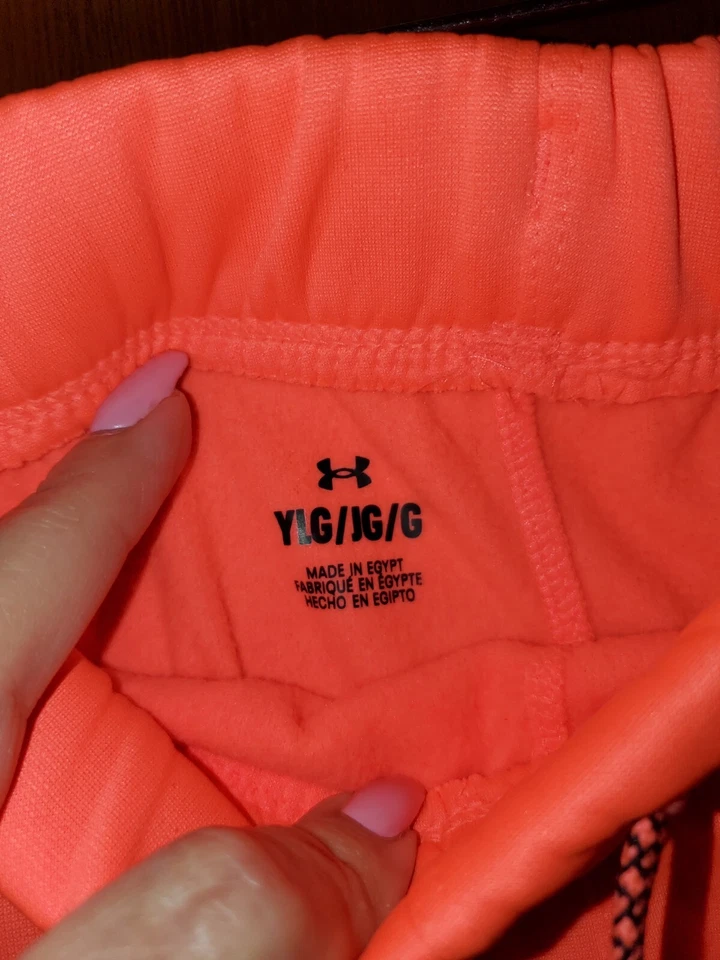 YLG/JG/G
MADE IN EGYPT
FABRIQUÉ EN ÉGYPTE
HECHO EN EGIPTO